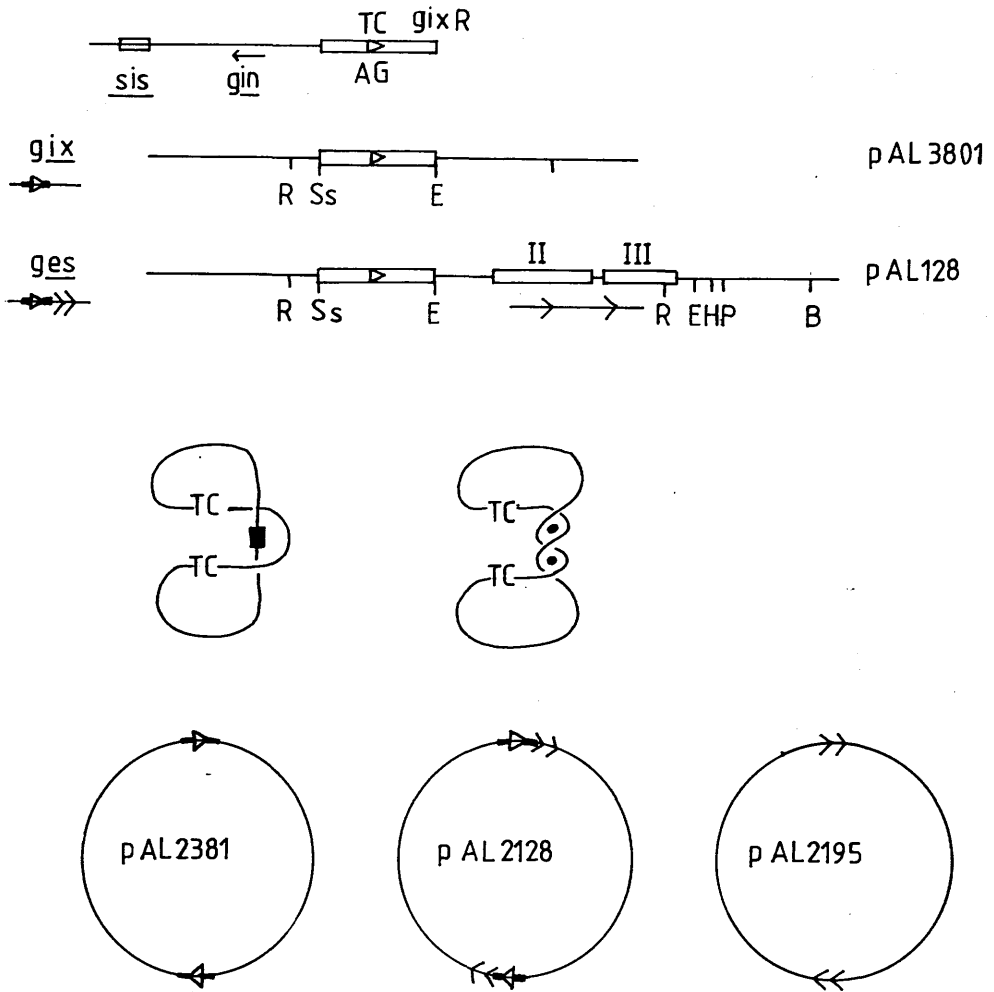 TC gixR
sis gin AG
gix pAL3801
R Ss E
ges II III pAL128
R Ss E R E H P B
TC TC
TC TC
pAL2381 pAL2128 pAL2195